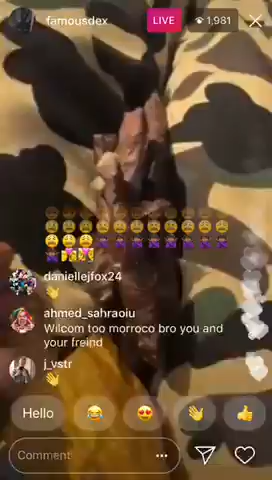 famousdex
LIVE
1,981
daniellejfox24
👋
ahmed_sahraoiu
Wilcom too morroco bro you and
your freind
j_vstr
👋
Hello
Comment